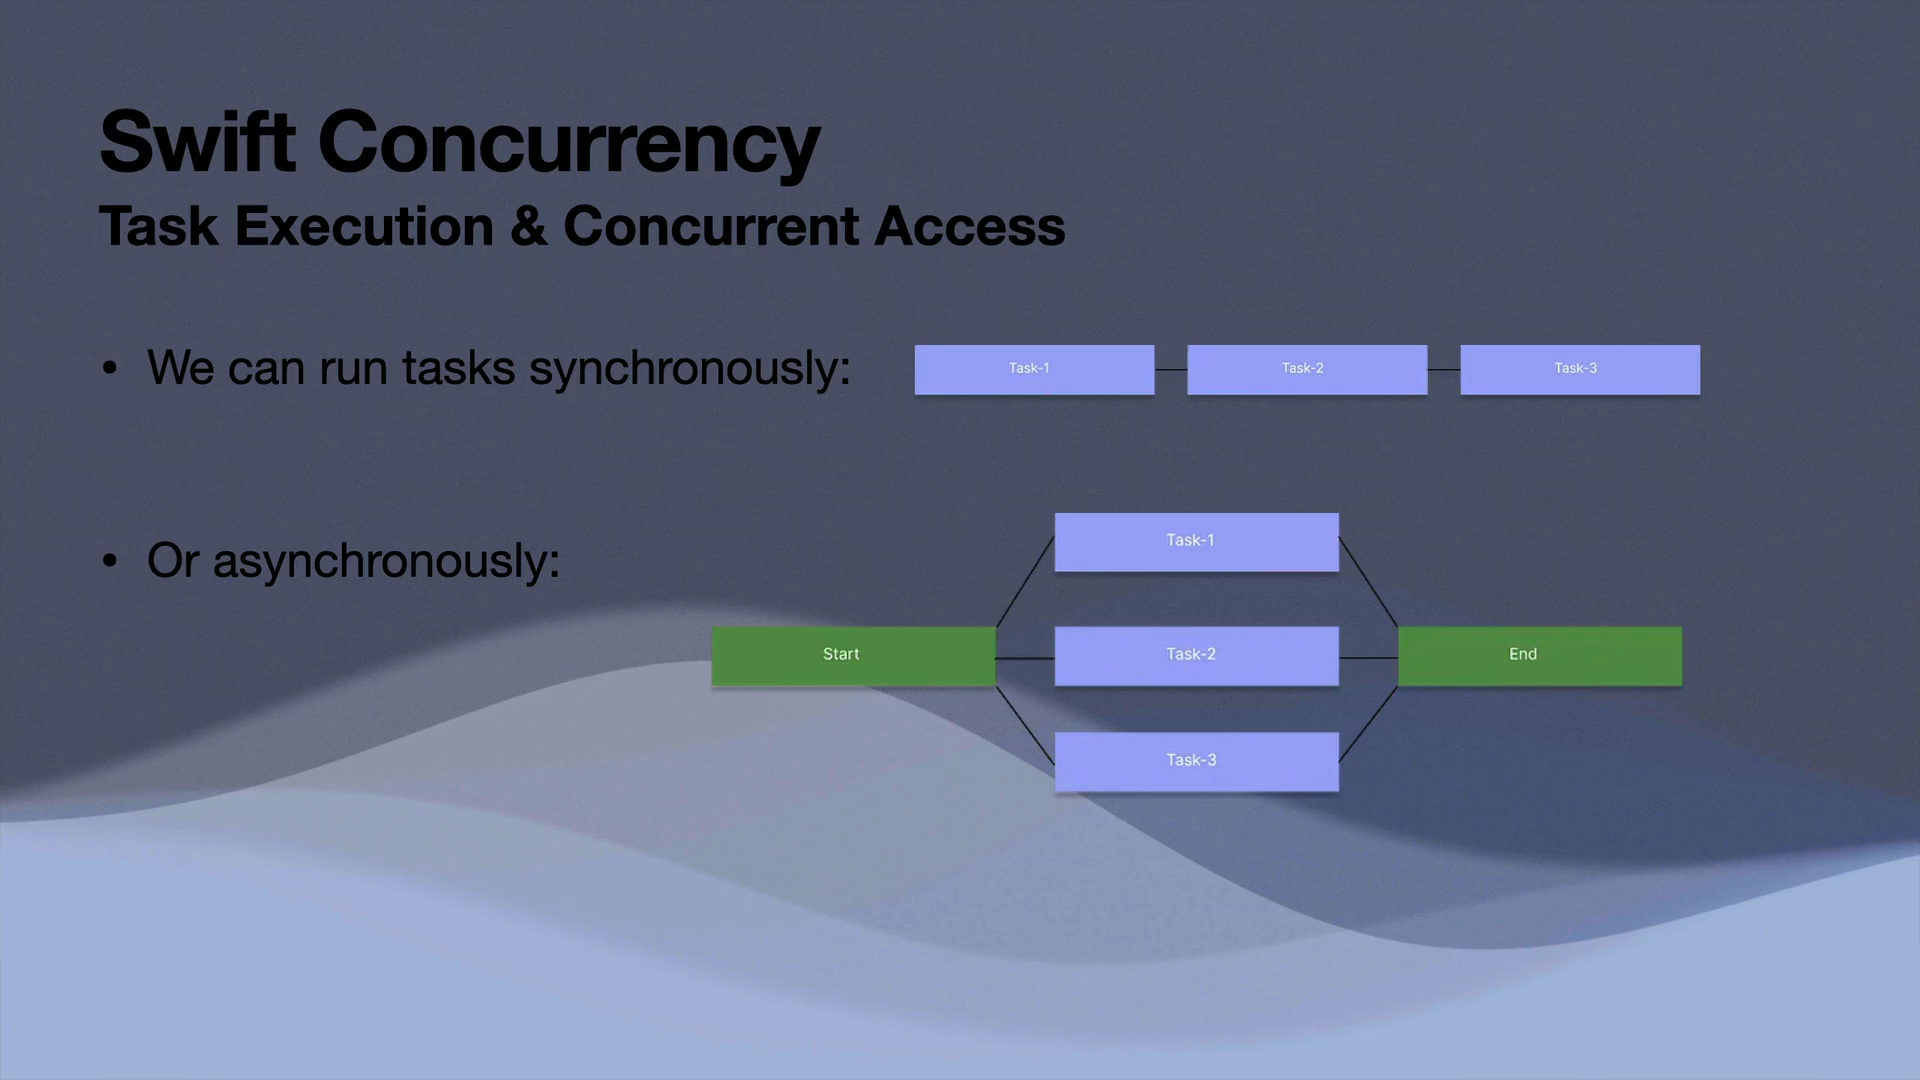 Swift Concurrency
Task Execution & Concurrent Access
• We can run tasks synchronously:
Task-1 Task-2 Task-3
• Or asynchronously:
Task-1
Start Task-2 End
Task-3